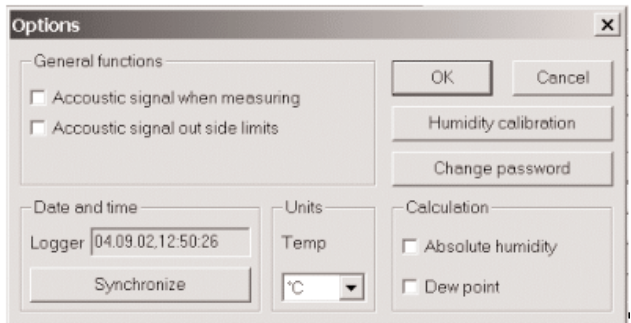 Options
General functions
Accoustic signal when measuring
Accoustic signal out side limits
OK
Cancel
Humidity calibration
Change password
Date and time
Logger 04.09.02,12:50:26
Synchronize
Units
Temp
°C
Calculation
Absolute humidity
Dew point